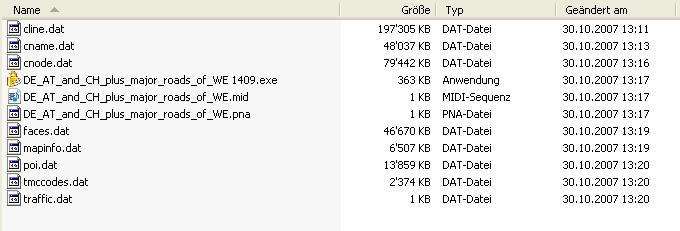 Name Größe Typ Geändert am
cline.dat 197'305 KB DAT-Datei 30.10.2007 13:11
cname.dat 48'037 KB DAT-Datei 30.10.2007 13:13
cnode.dat 79'442 KB DAT-Datei 30.10.2007 13:16
DE_AT_and_CH_plus_major_roads_of_WE 1409.exe 363 KB Anwendung 30.10.2007 13:17
DE_AT_and_CH_plus_major_roads_of_WE.mid 1 KB MIDI-Sequenz 30.10.2007 13:17
DE_AT_and_CH_plus_major_roads_of_WE.pna 1 KB PNA-Datei 30.10.2007 13:17
faces.dat 46'670 KB DAT-Datei 30.10.2007 13:19
mapinfo.dat 6'507 KB DAT-Datei 30.10.2007 13:19
poi.dat 13'859 KB DAT-Datei 30.10.2007 13:20
tmccodes.dat 2'374 KB DAT-Datei 30.10.2007 13:20
traffic.dat 1 KB DAT-Datei 30.10.2007 13:20